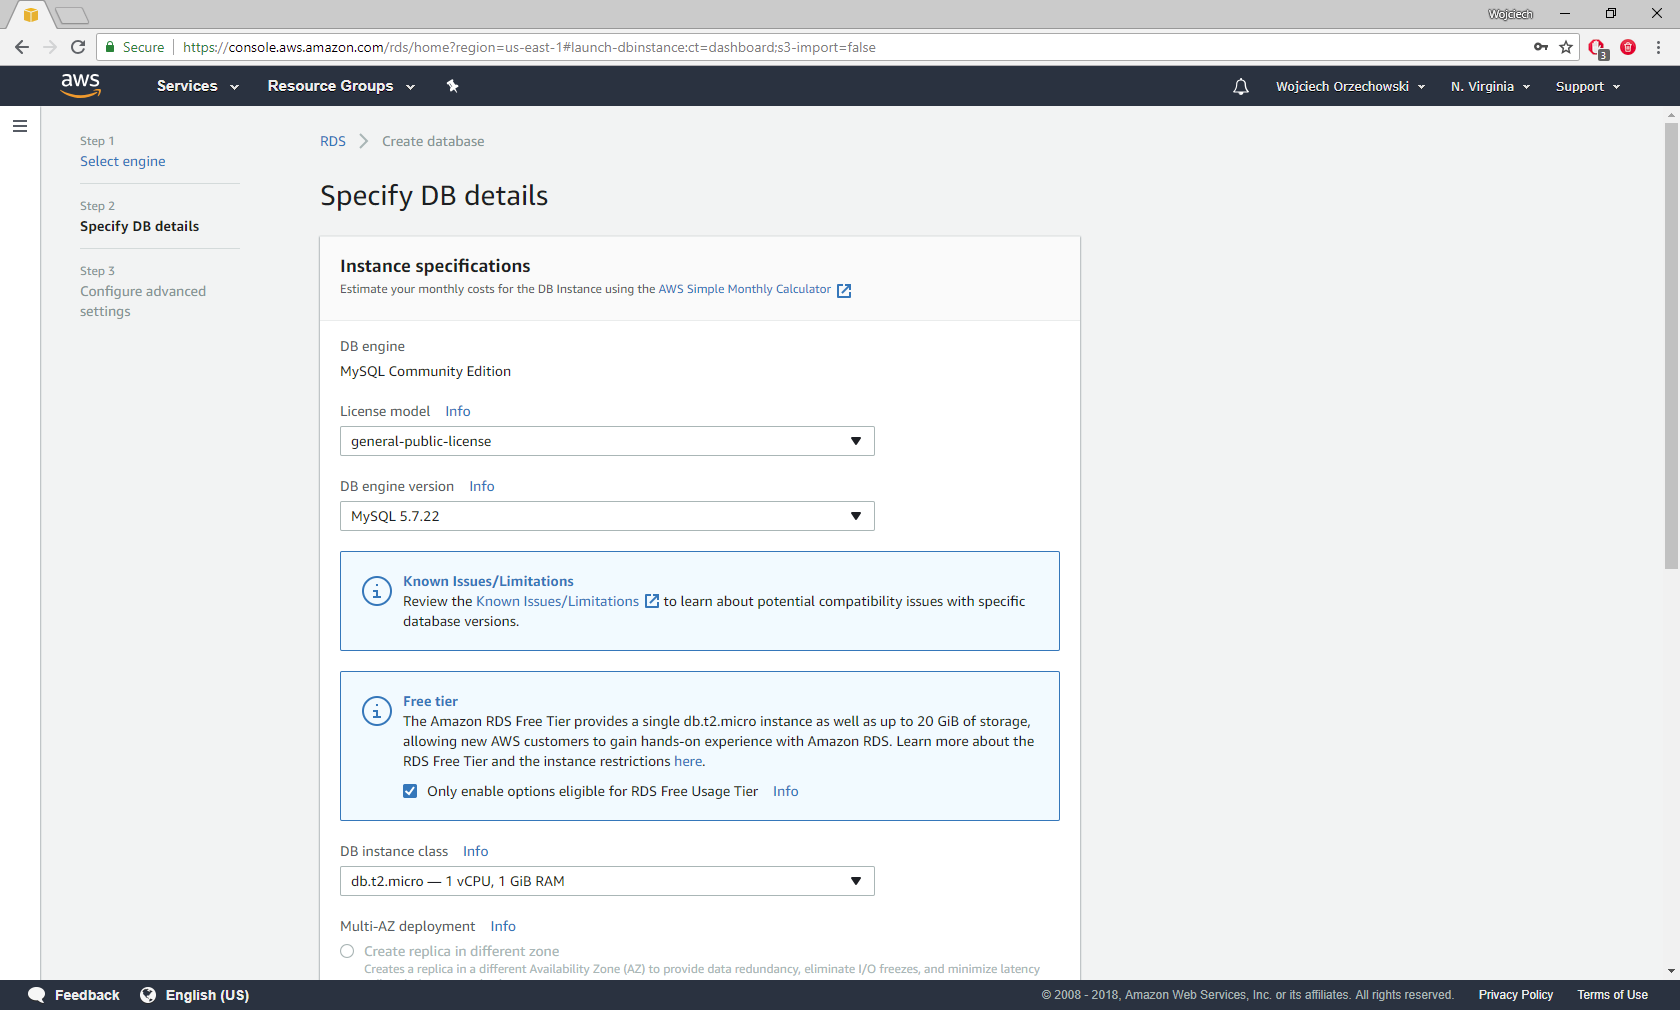 Wojciech
Secure https://console.aws.amazon.com/rds/home?region=us-east-1#launch-dbinstance:ct=dashboard;s3-import=false
3
aws Services Resource Groups Wojciech Orzechowski N. Virginia Support
Step 1
Select engine
Step 2
Specify DB details
Step 3
Configure advanced
settings
RDS Create database
Specify DB details
Instance specifications
Estimate your monthly costs for the DB Instance using the AWS Simple Monthly Calculator
DB engine
MySQL Community Edition
License model Info
general-public-license
DB engine version Info
MySQL 5.7.22
Known Issues/Limitations
Review the Known Issues/Limitations to learn about potential compatibility issues with specific
database versions.
Free tier
The Amazon RDS Free Tier provides a single db.t2.micro instance as well as up to 20 GiB of storage,
allowing new AWS customers to gain hands-on experience with Amazon RDS. Learn more about the
RDS Free Tier and the instance restrictions here.
Only enable options eligible for RDS Free Usage Tier Info
DB instance class Info
db.t2.micro — 1 vCPU, 1 GiB RAM
Multi-AZ deployment Info
Create replica in different zone
Creates a replica in a different Availability Zone (AZ) to provide data redundancy, eliminate I/O freezes, and minimize latency
Feedback English (US) © 2008 - 2018, Amazon Web Services, Inc. or its affiliates. All rights reserved. Privacy Policy Terms of Use